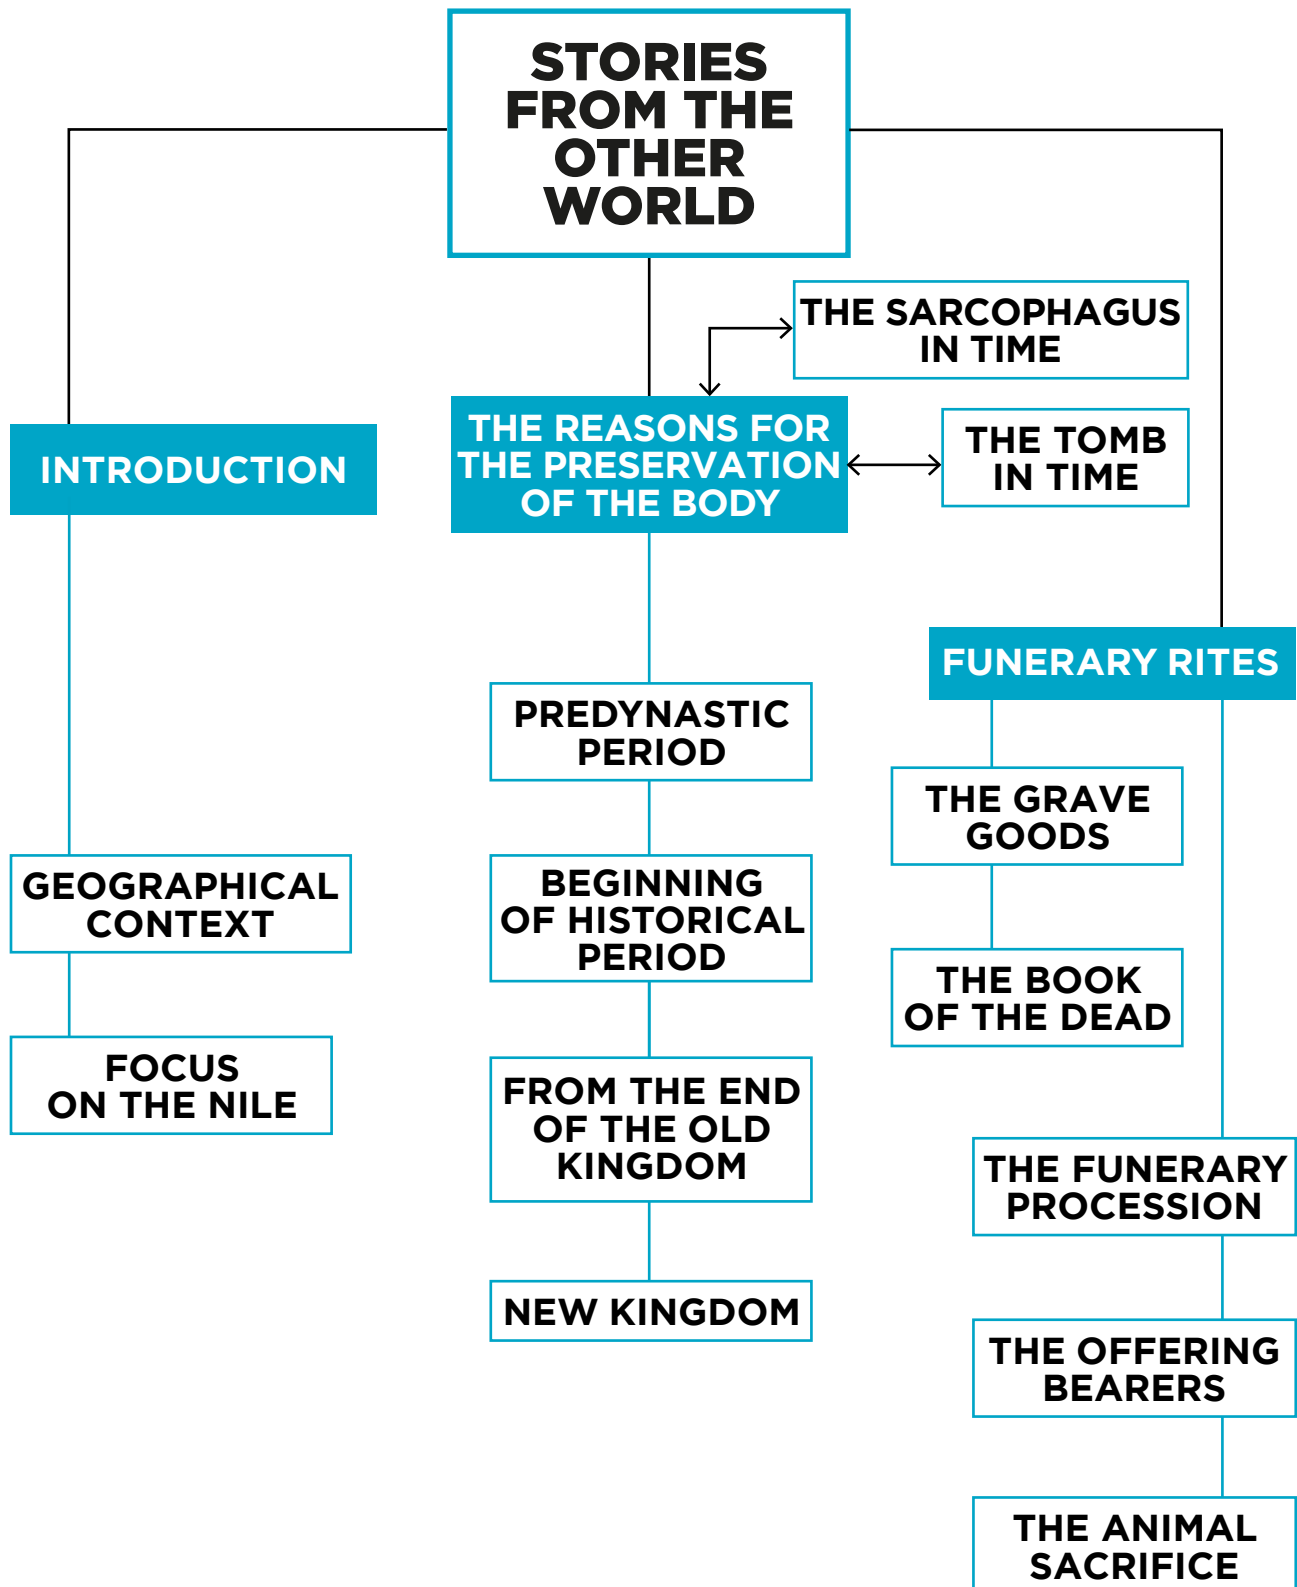 STORIES
FROM THE
OTHER
WORLD
THE SARCOPHAGUS
IN TIME
THE REASONS FOR
THE PRESERVATION
OF THE BODY
THE TOMB
IN TIME
INTRODUCTION
FUNERARY RITES
PREDYNASTIC
PERIOD
THE GRAVE
GOODS
GEOGRAPHICAL
CONTEXT
BEGINNING
OF HISTORICAL
PERIOD
THE BOOK
OF THE DEAD
FOCUS
ON THE NILE
FROM THE END
OF THE OLD
KINGDOM
THE FUNERARY
PROCESSION
NEW KINGDOM
THE OFFERING
BEARERS
THE ANIMAL
SACRIFICE